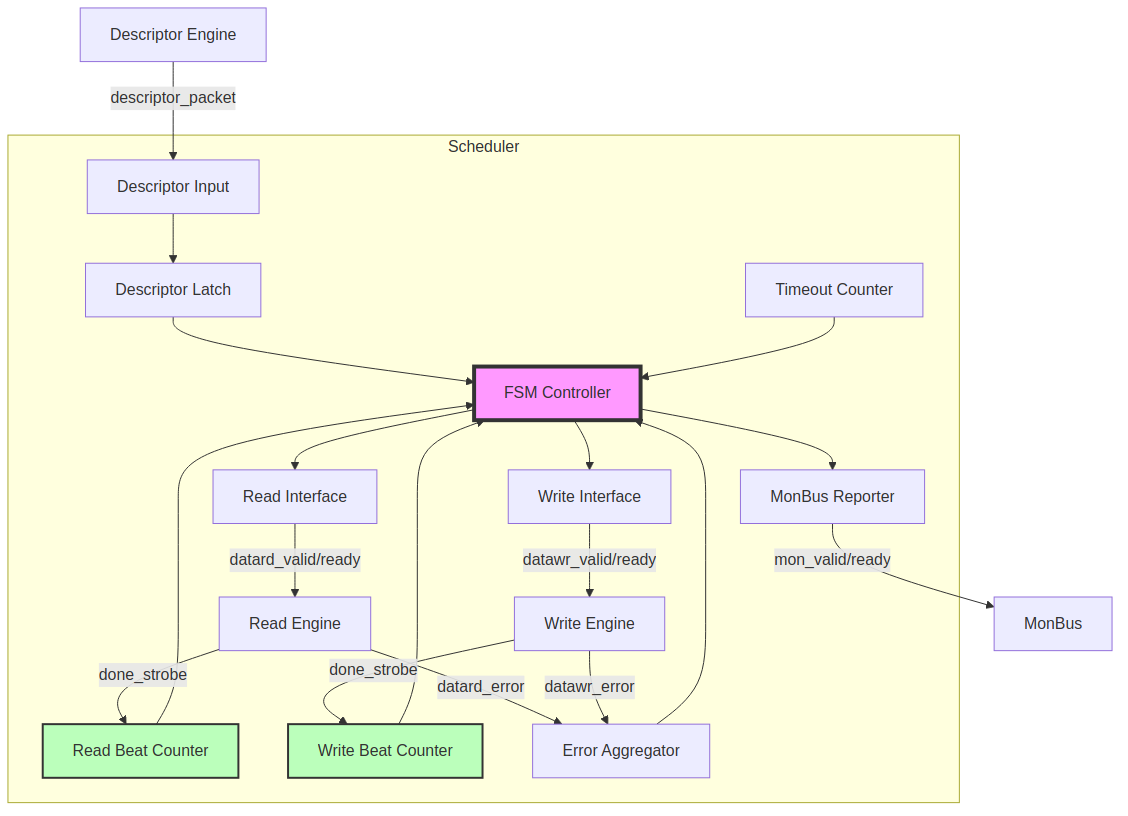 Descriptor Engine
descriptor_packet
Scheduler
Descriptor Input
Descriptor Latch
Timeout Counter
FSM Controller
Read Interface
Write Interface
MonBus Reporter
datard_valid/ready
datawr_valid/ready
mon_valid/ready
Read Engine
Write Engine
MonBus
done_strobe
done_strobe
datard_error
datawr_error
Read Beat Counter
Write Beat Counter
Error Aggregator